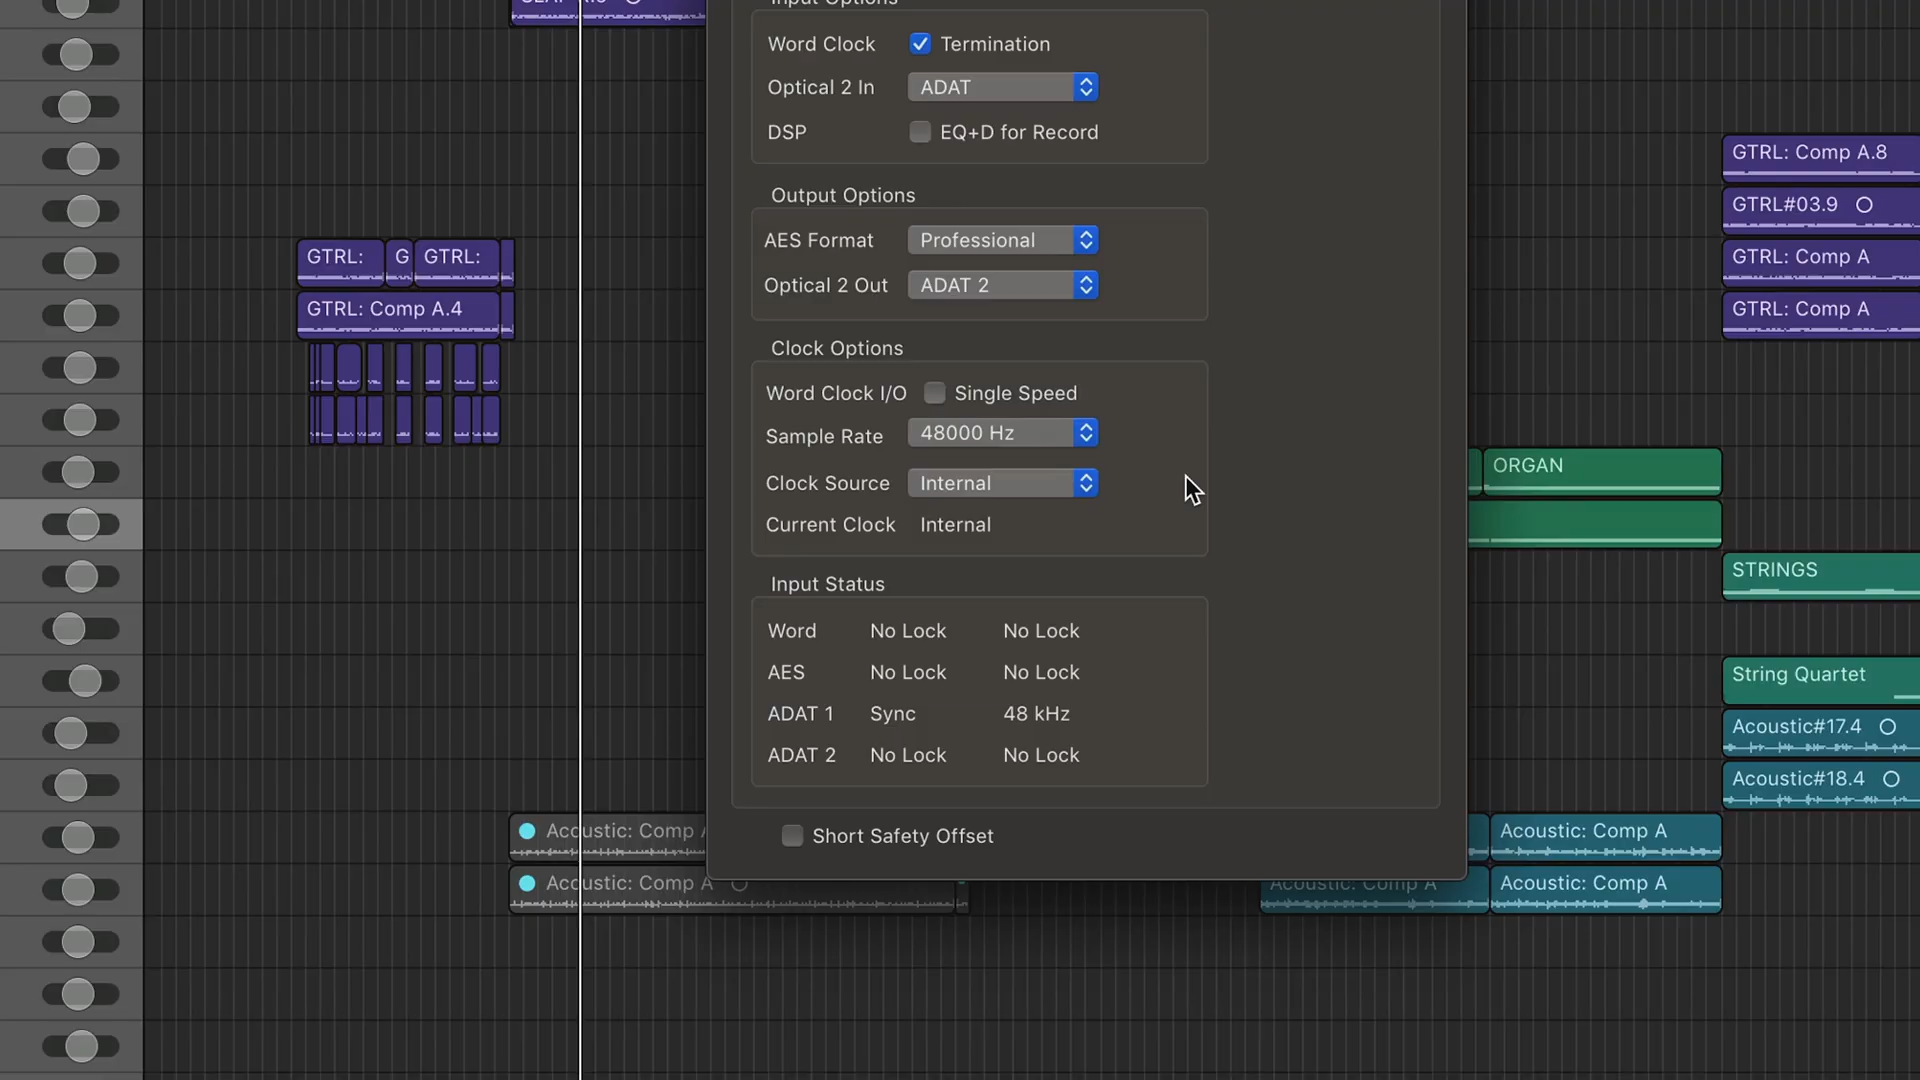 Input Options
Word Clock Termination
Optical 2 In ADAT
DSP EQ+D for Record
Output Options
AES Format Professional
Optical 2 Out ADAT 2
Clock Options
Word Clock I/O Single Speed
Sample Rate 48000 Hz
Clock Source Internal
Current Clock Internal
Input Status
Word No Lock No Lock
AES No Lock No Lock
ADAT 1 Sync 48 kHz
ADAT 2 No Lock No Lock
Short Safety Offset
GTRL: G GTRL:
GTRL: Comp A.4
Acoustic: Comp A
Acoustic: Comp A
Acoustic: Comp A
ORGAN
Acoustic: Comp A
Acoustic: Comp A
GTRL: Comp A.8
GTRL#03.9
GTRL: Comp A
GTRL: Comp A
STRINGS
String Quartet
Acoustic#17.4
Acoustic#18.4